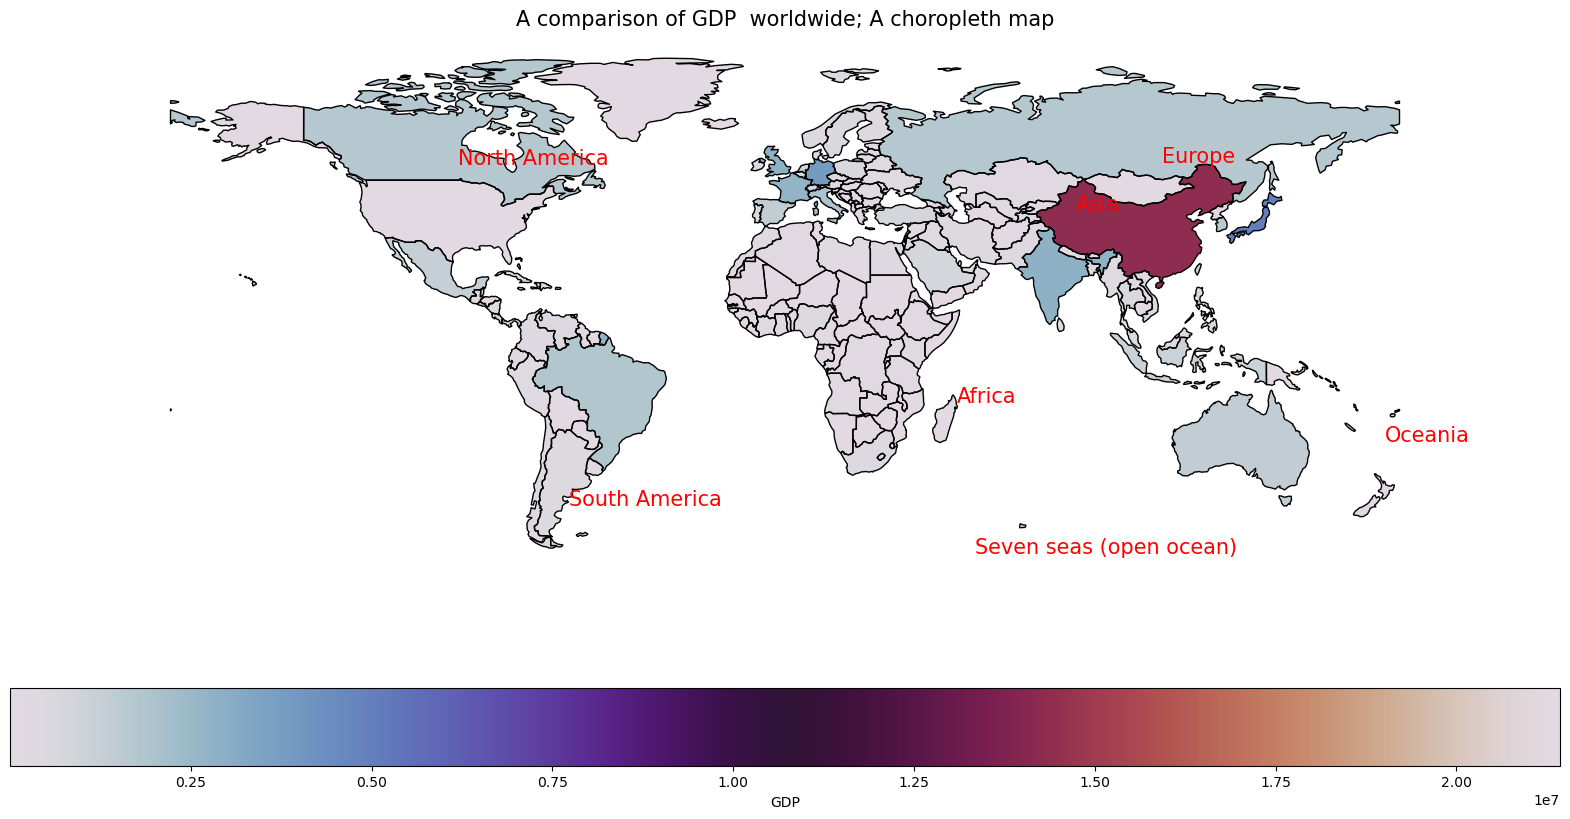 A comparison of GDP  worldwide; A choropleth map
North America
Europe
Asia
Africa
Oceania
South America
Seven seas (open ocean)
0.25 0.50 0.75 1.00 1.25 1.50 1.75 2.00
1e7
GDP